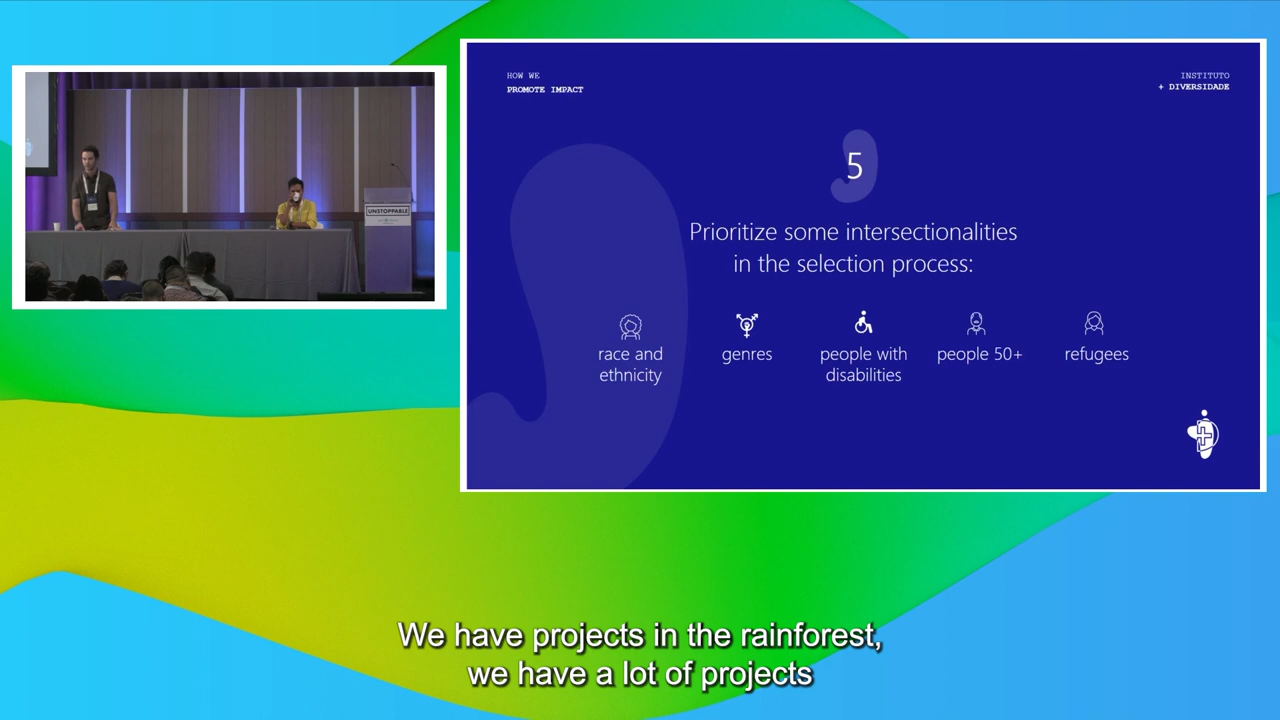 HOW WE
PROMOTE IMPACT
INSTITUTO
+ DIVERSIDADE
5
Prioritize some intersectionalities
in the selection process:
race and
ethnicity
genres
people with
disabilities
people 50+
refugees
UNSTOPPABLE
We have projects in the rainforest,
we have a lot of projects